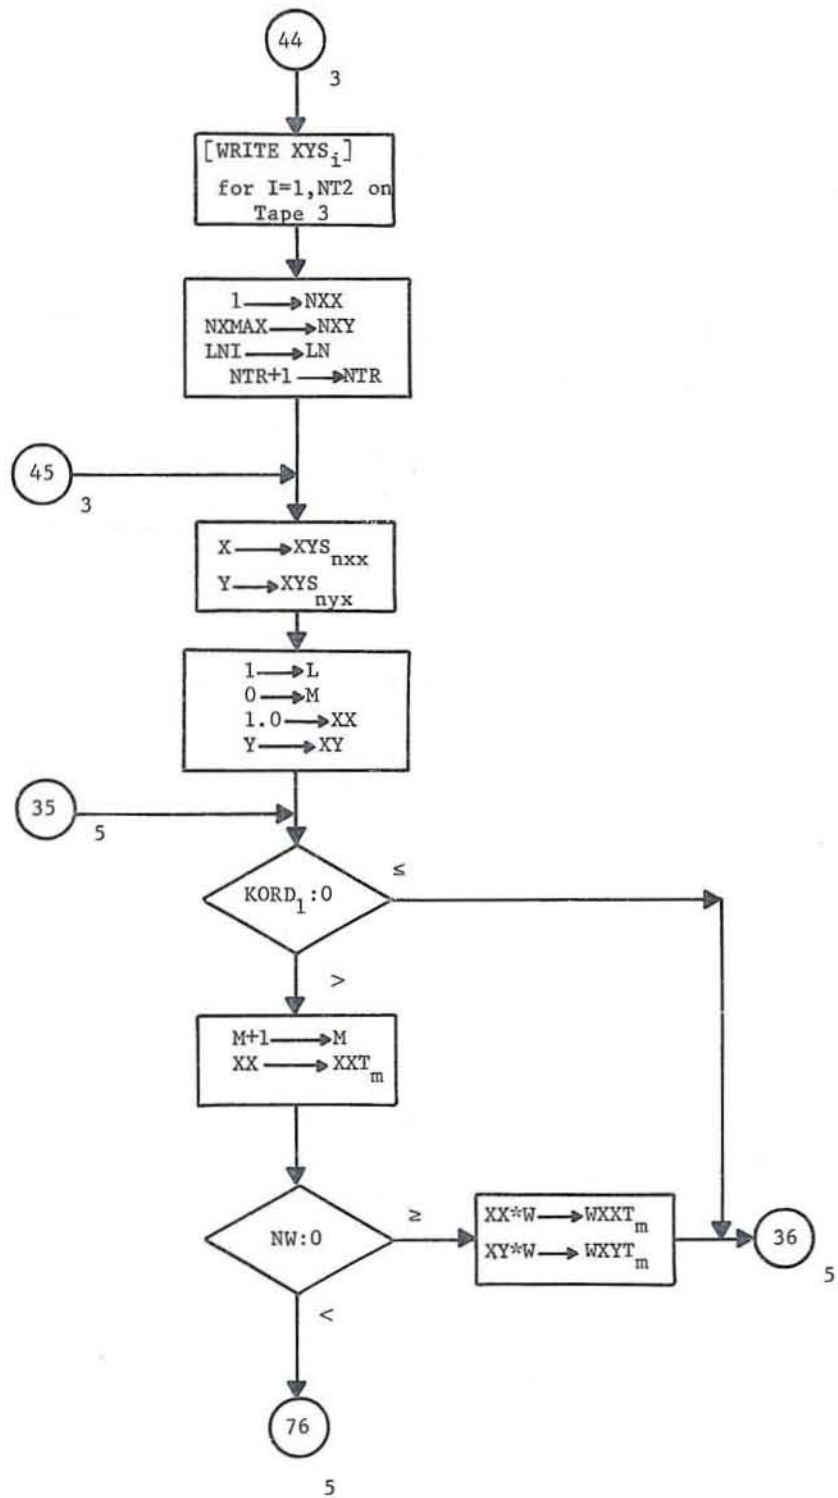 44
3
[WRITE XYS_i]
for I=1,NT2 on
Tape 3
1→NXX
NXMAX→NXY
LNI→LN
NTR+1→NTR
45
3
X→XYS_nxx
Y→XYS_nyx
1→L
0→M
1.0→XX
Y→XY
35
5
KORD_1:0
≤
>
M+1→M
XX→XXT_m
NW:0
≥
XX*W→WXXT_m
XY*W→WXYT_m
36
5
<
76
5